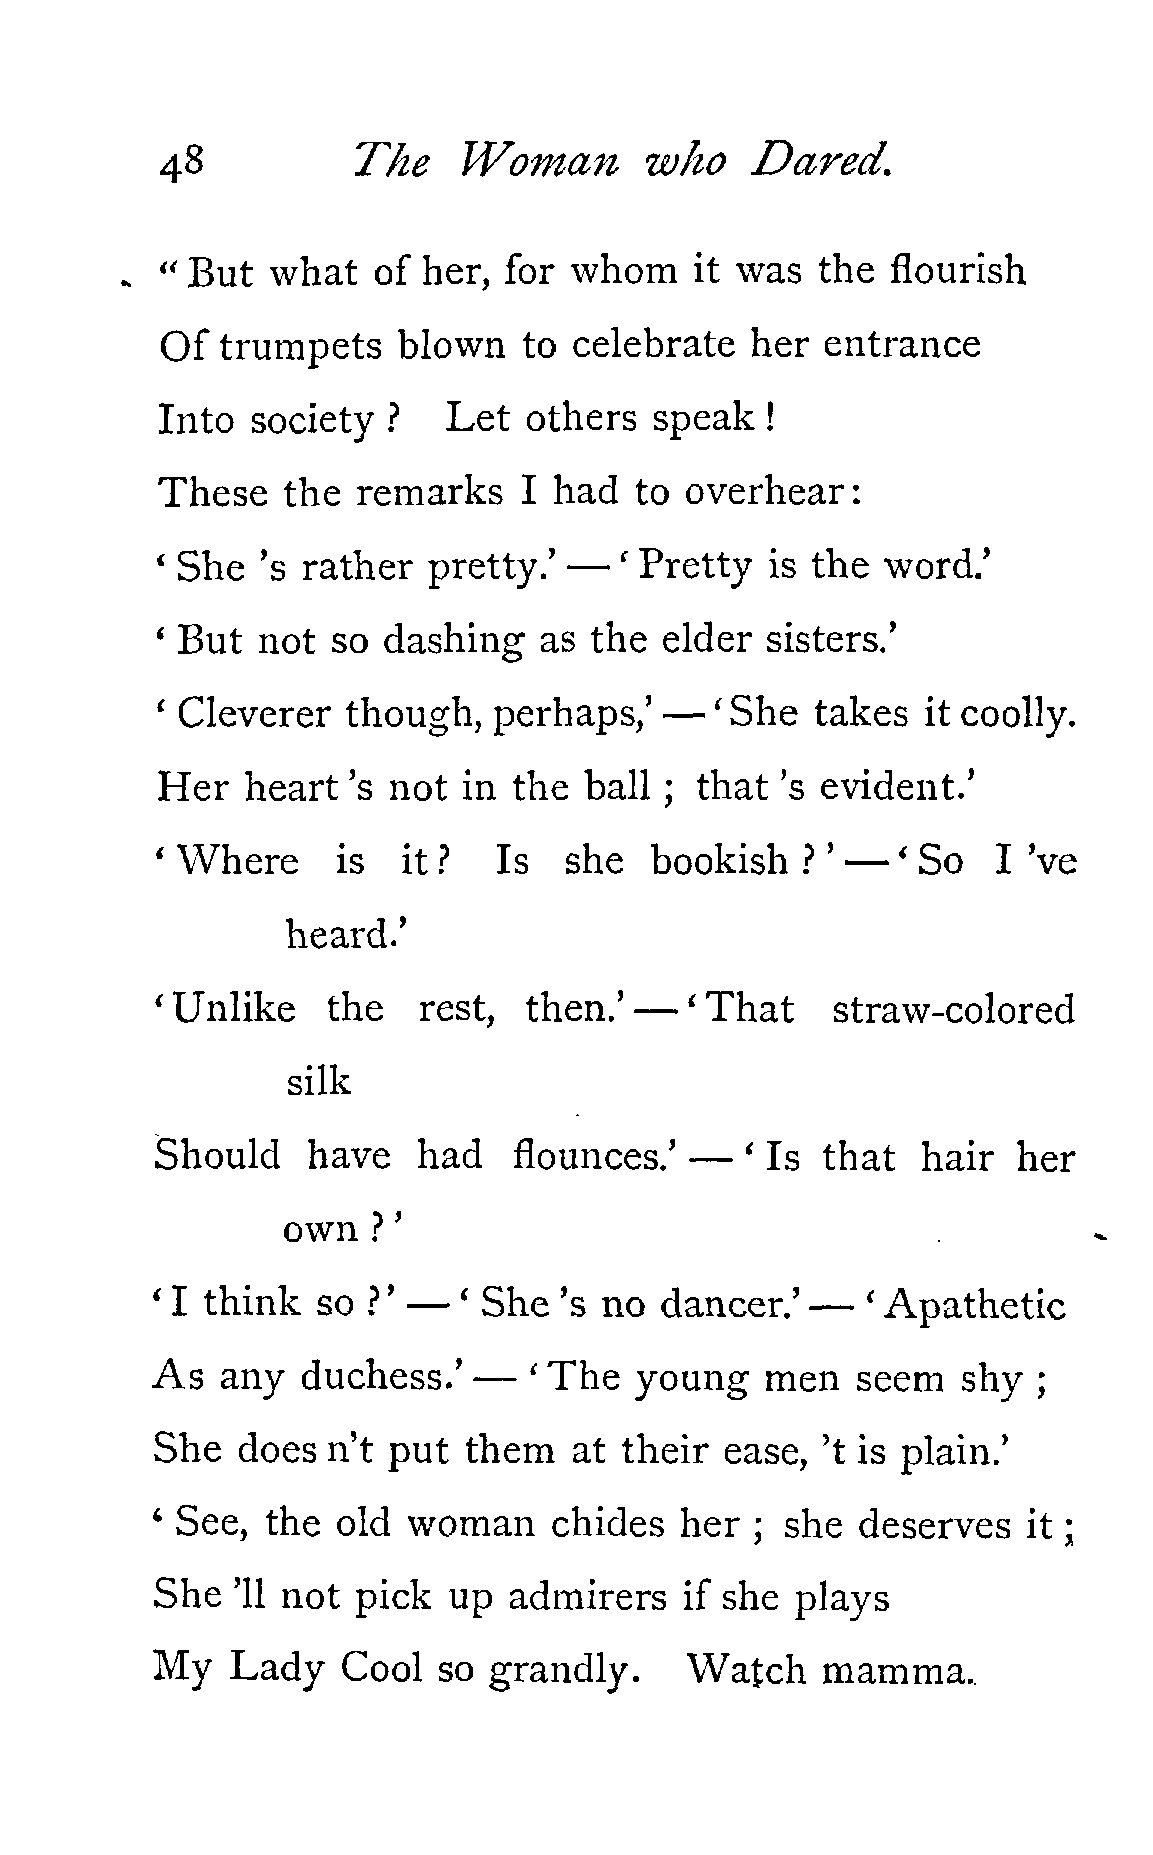 48 The Woman who Dared.
“ But what of her, for whom it was the flourish
Of trumpets blown to celebrate her entrance
Into society ? Let others speak !
These the remarks I had to overhear:
‘ She ’s rather pretty.’ — ‘ Pretty is the word.’
‘ But not so dashing as the elder sisters.’
‘ Cleverer though, perhaps,’ — ‘ She takes it coolly.
Her heart ’s not in the ball ; that ’s evident.’
‘ Where is it ? Is she bookish ? ’ — ‘ So I ’ve
heard.’
‘ Unlike the rest, then.’ — ‘ That straw-colored
silk
Should have had flounces.’ — ‘ Is that hair her
own ? ’
‘ I think so ?’ — ‘ She ’s no dancer.’ — ‘ Apathetic
As any duchess.’ — ‘ The young men seem shy ;
She does n’t put them at their ease, ’t is plain.’
‘ See, the old woman chides her ; she deserves it ;
She ’ll not pick up admirers if she plays
My Lady Cool so grandly. Watch mamma.